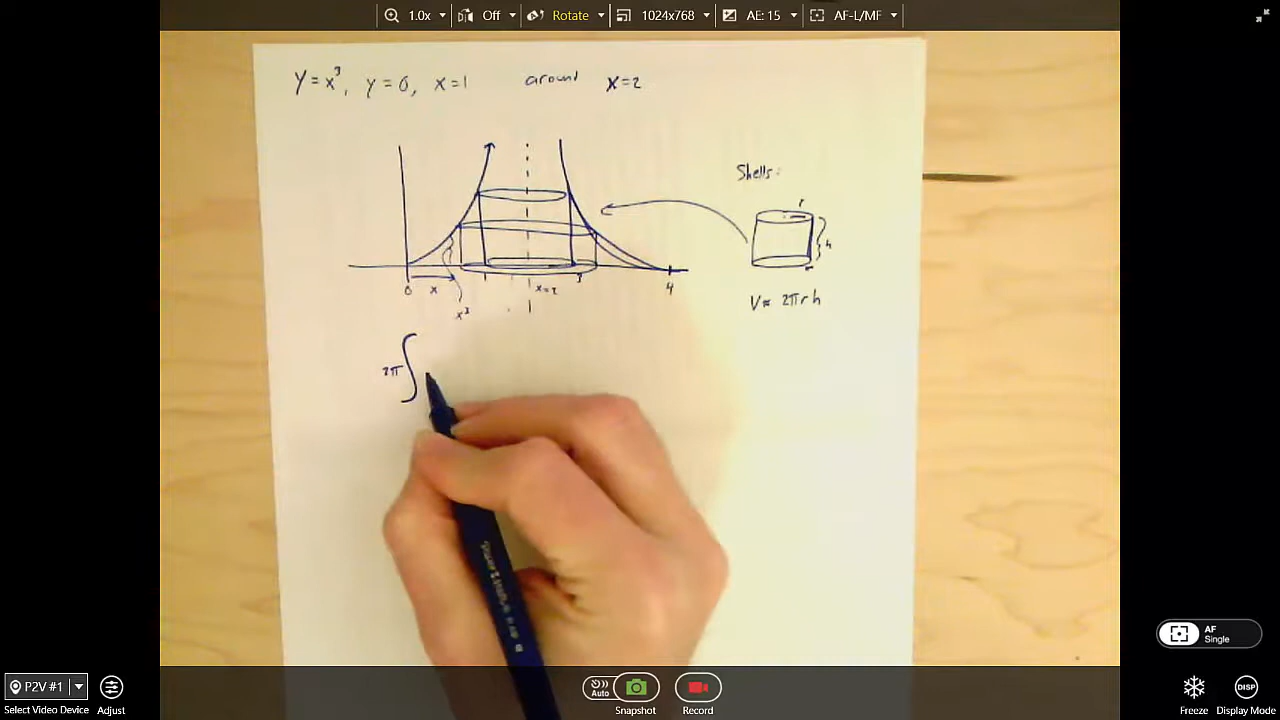 1.0x Off Rotate 1024x768 AE: 15 AF-L/MF
y = x³, y = 0, x = 1 around x = 2
Shells:
r
h
0 x x=2 3 4
x³
V = 2πrh
2π∫
AF
Single
P2V #1
Auto
DISP
Select Video Device Adjust Snapshot Record Freeze Display Mode